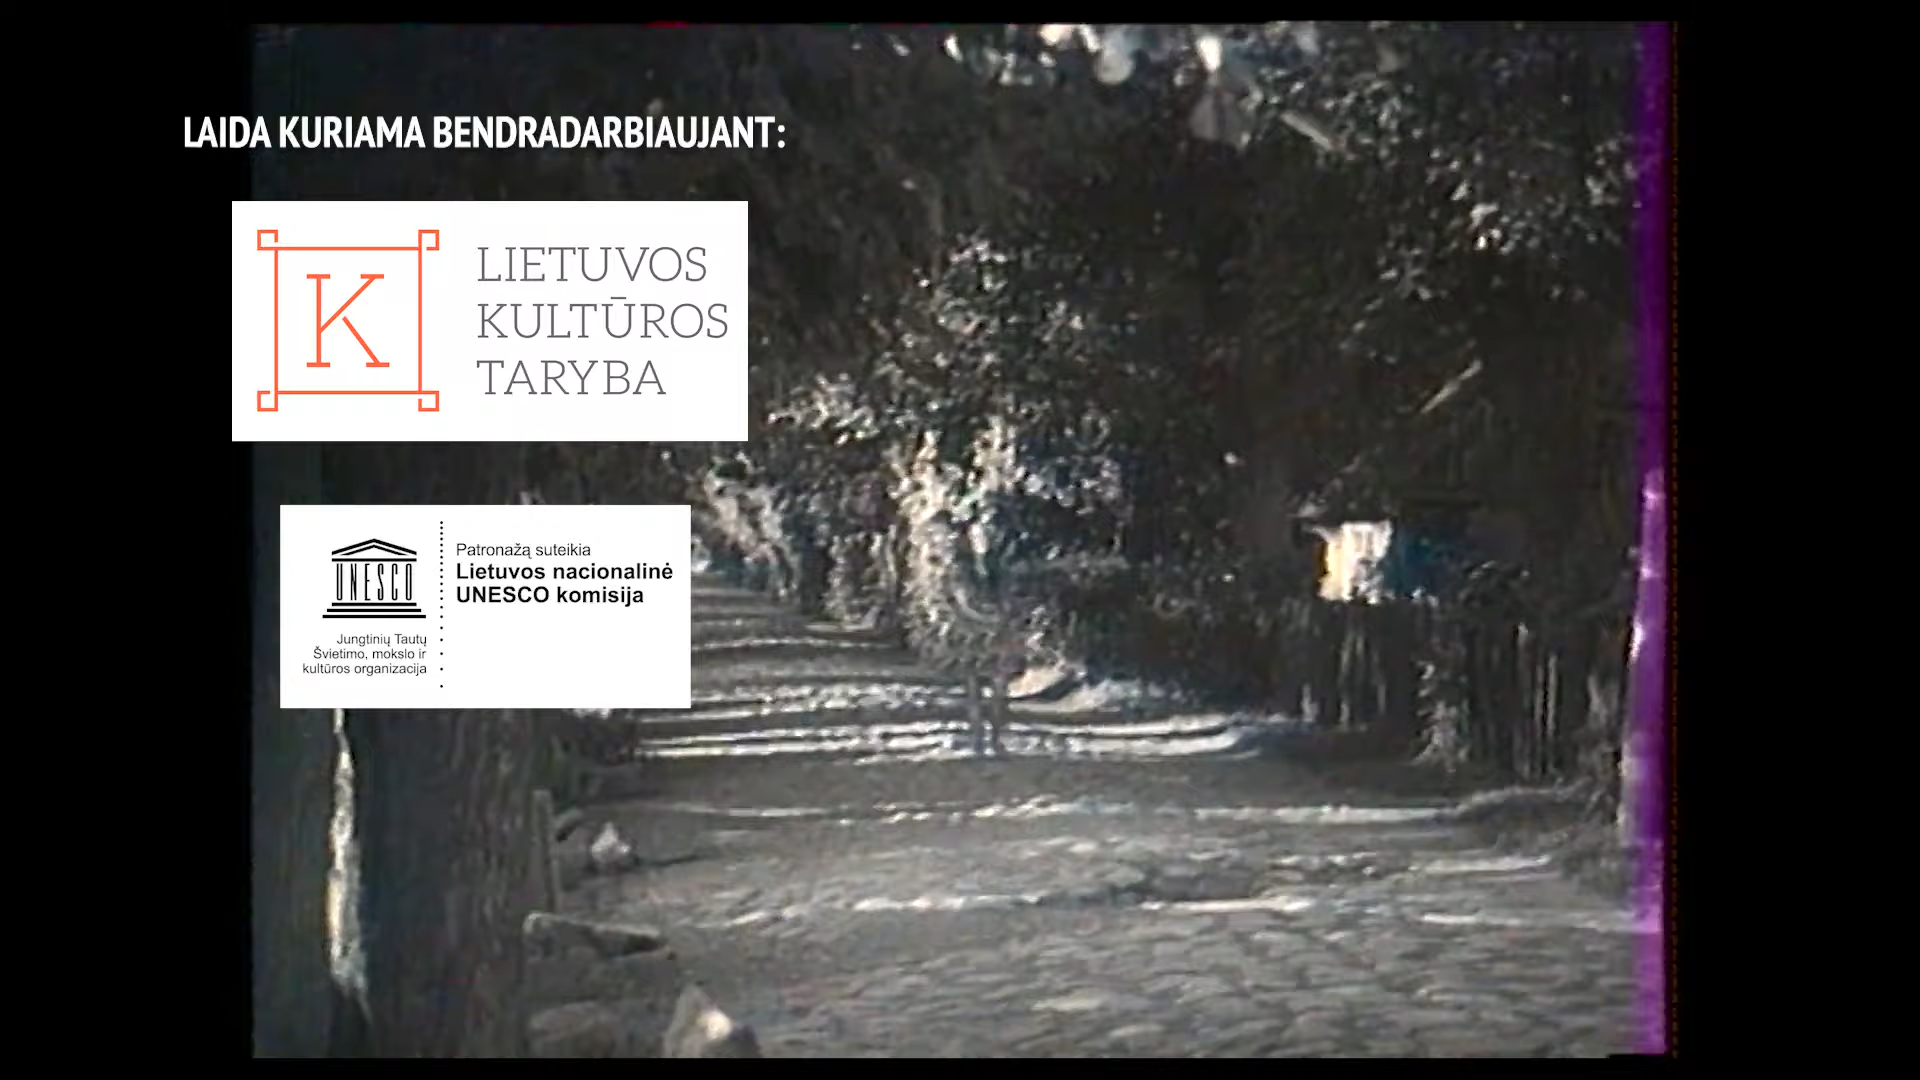 LAIDA KURIAMA BENDRADARBIAUJANT:
K
LIETUVOS
KULTŪROS
TARYBA
UNESCO
Jungtinių Tautų
Švietimo, mokslo ir
kultūros organizacija
Patronažą suteikia
Lietuvos nacionalinė
UNESCO komisija